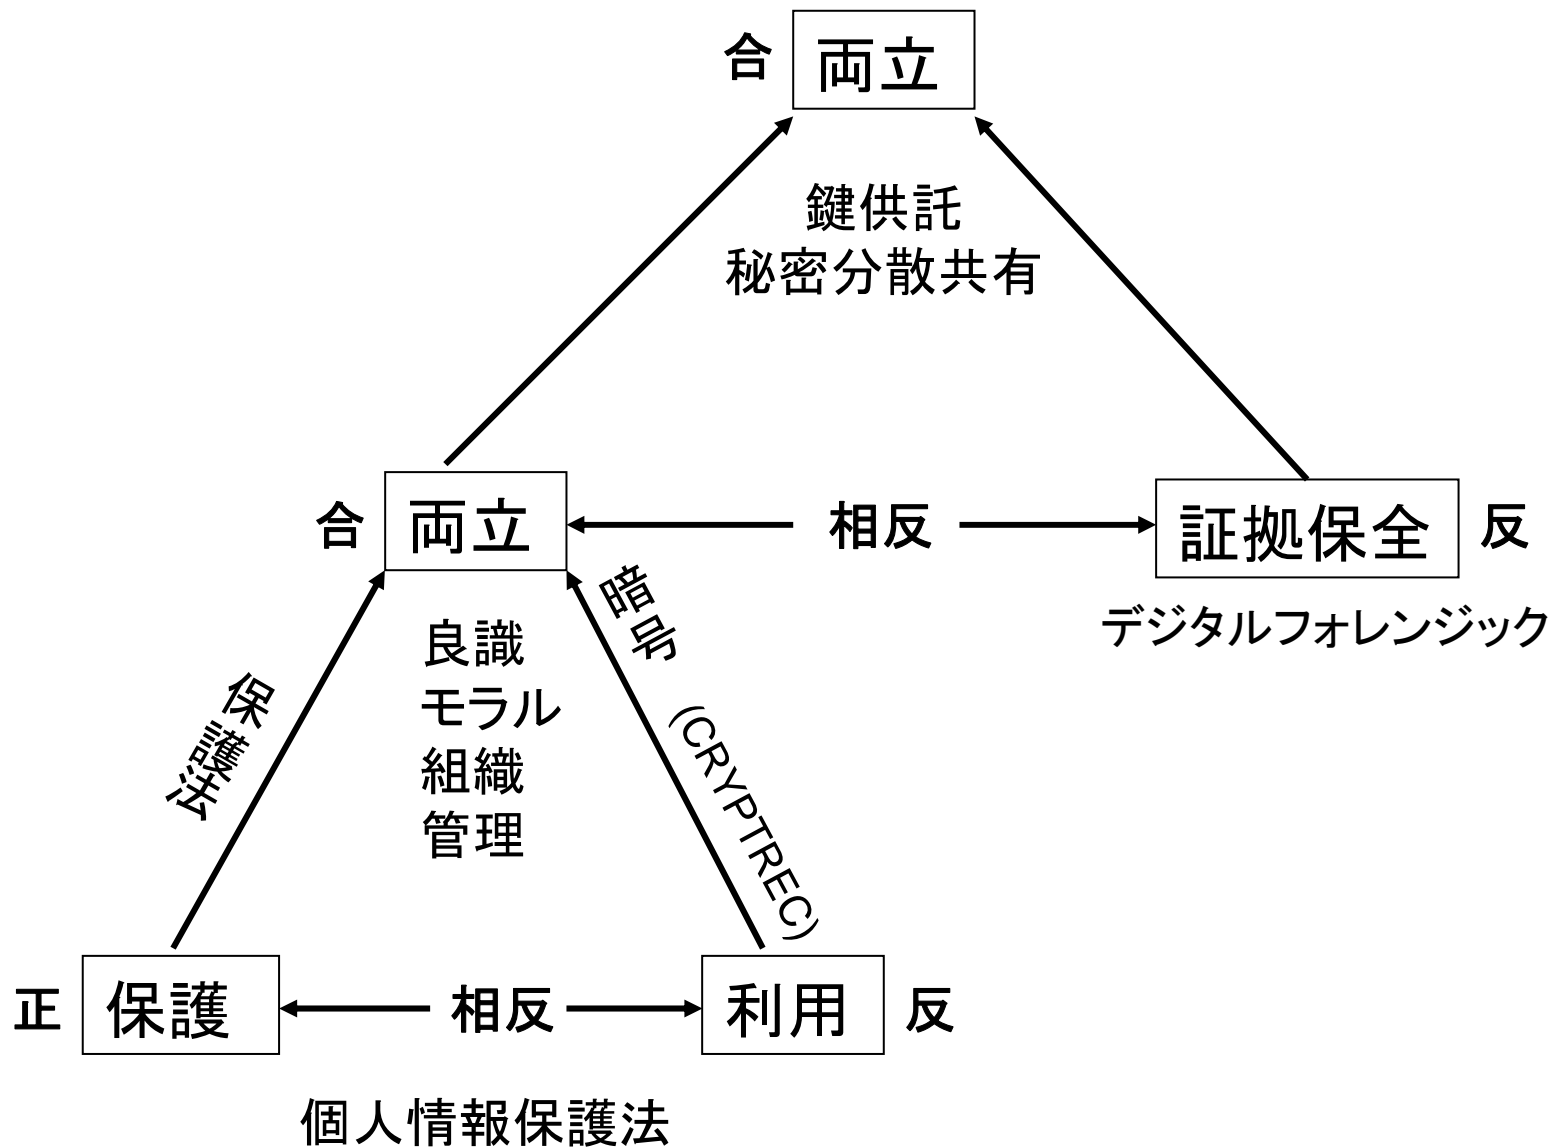 合
両立
鍵供託
秘密分散共有
合
両立
相反
証拠保全
反
デジタルフォレンジック
暗号
(CRYPTREC)
良識
モラル
組織
管理
保護法
正
保護
相反
利用
反
個人情報保護法